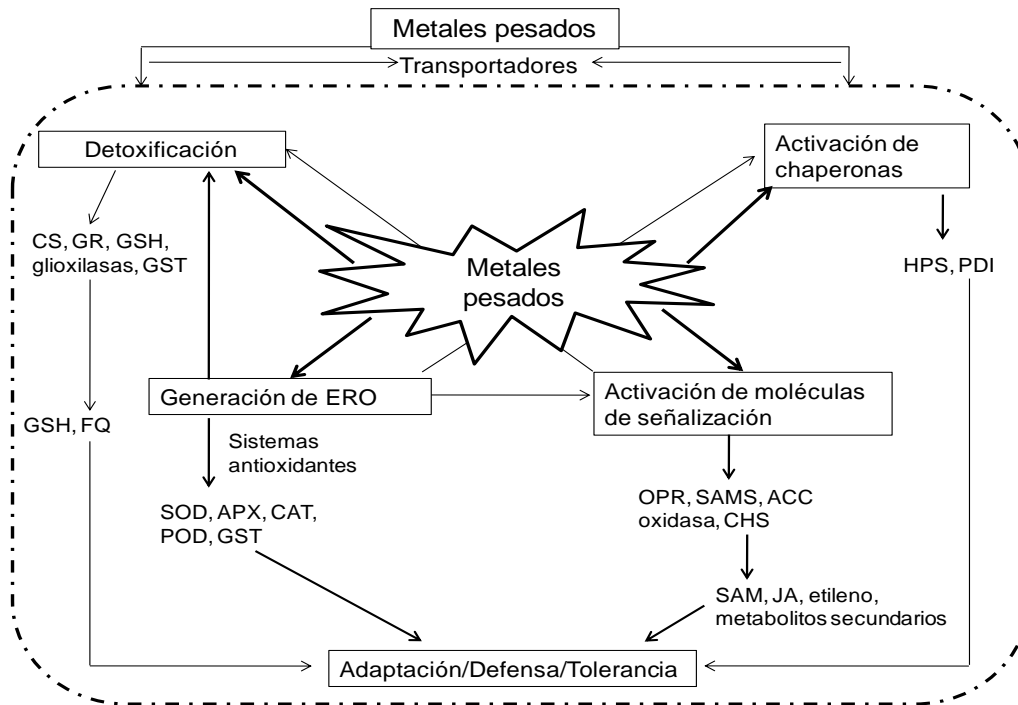 Metales pesados
Transportadores
Detoxificación
Activación de
chaperonas
CS, GR, GSH,
glioxilasas, GST
Metales
pesados
HPS, PDI
Generación de ERO
Activación de moléculas
de señalización
GSH, FQ
Sistemas
antioxidantes
SOD, APX, CAT,
POD, GST
OPR, SAMS, ACC
oxidasa, CHS
SAM, JA, etileno,
metabolitos secundarios
Adaptación/Defensa/Tolerancia